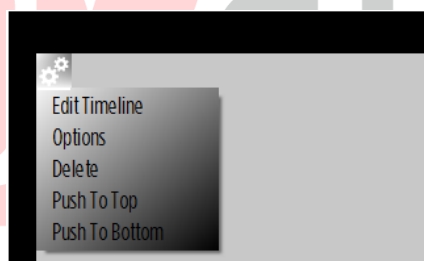 Edit Timeline
Options
Delete
Push To Top
Push To Bottom